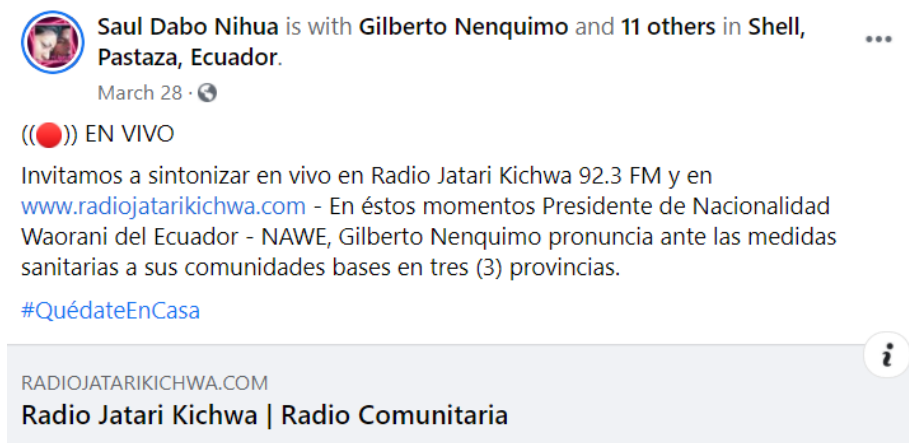 Saul Dabo Nihua is with Gilberto Nenquimo and 11 others in Shell,
Pastaza, Ecuador.
March 28 ·
((🔴)) EN VIVO
Invitamos a sintonizar en vivo en Radio Jatari Kichwa 92.3 FM y en
www.radiojatarikichwa.com - En éstos momentos Presidente de Nacionalidad
Waorani del Ecuador - NAWE, Gilberto Nenquimo pronuncia ante las medidas
sanitarias a sus comunidades bases en tres (3) provincias.
#QuédateEnCasa
RADIOJATARIKICHWA.COM
Radio Jatari Kichwa | Radio Comunitaria